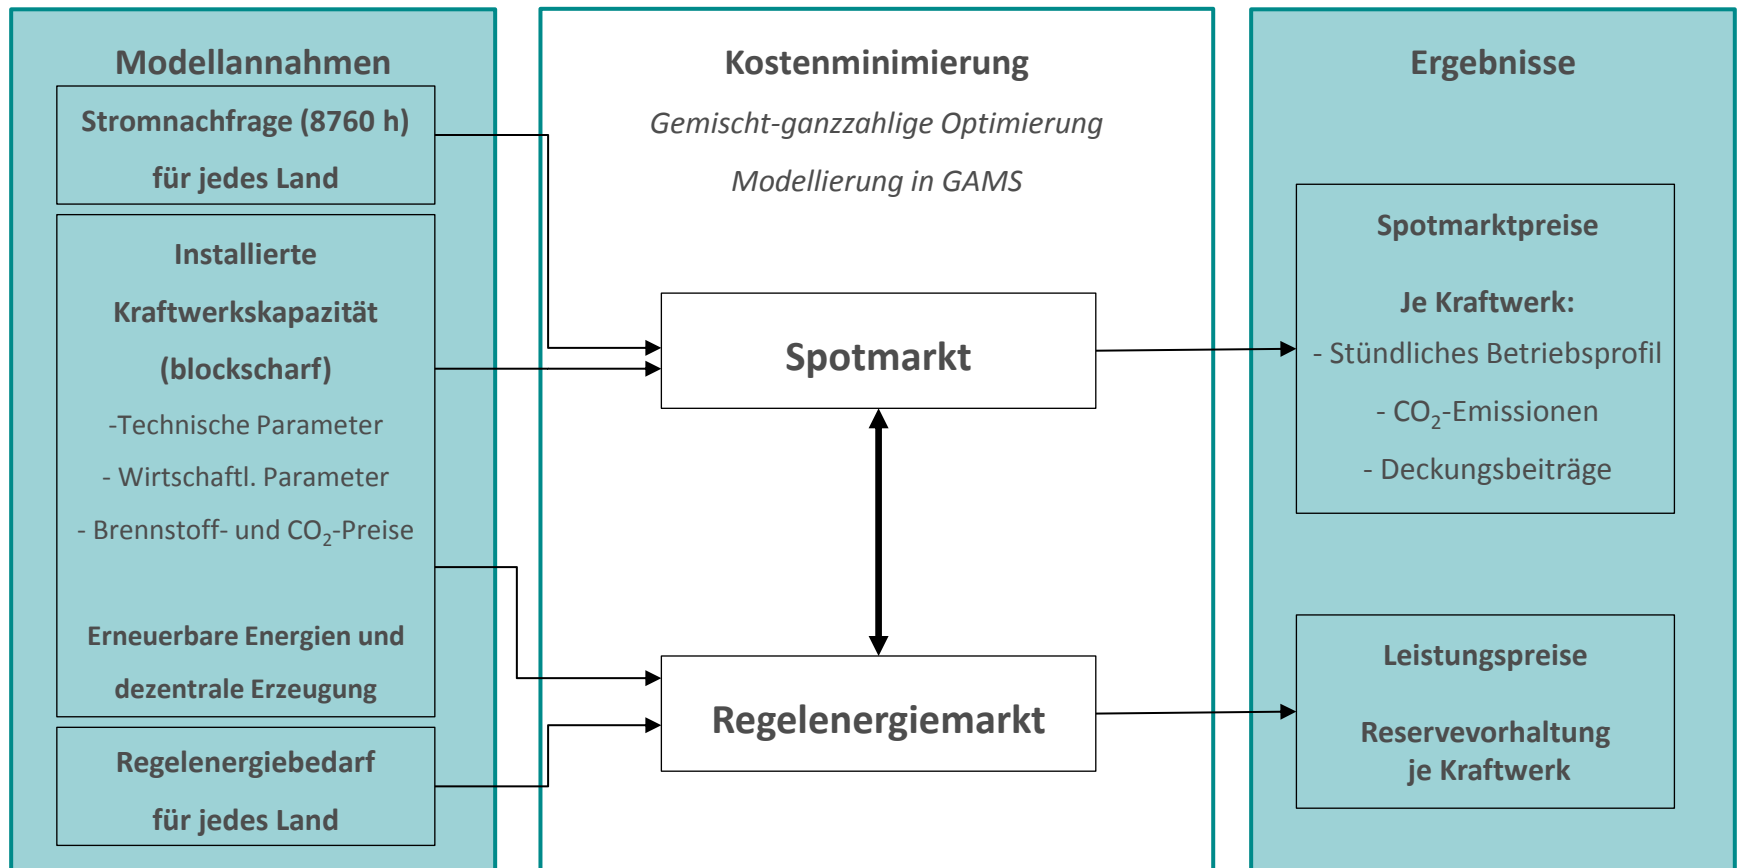 Modellannahmen
Stromnachfrage (8760 h)
für jedes Land
Installierte
Kraftwerkskapazität
(blockscharf)
-Technische Parameter
- Wirtschaftl. Parameter
- Brennstoff- und CO₂-Preise
Erneuerbare Energien und
dezentrale Erzeugung
Regelenergiebedarf
für jedes Land
Kostenminimierung
Gemischt-ganzzahlige Optimierung
Modellierung in GAMS
Spotmarkt
Regelenergiemarkt
Ergebnisse
Spotmarktpreise
Je Kraftwerk:
- Stündliches Betriebsprofil
- CO₂-Emissionen
- Deckungsbeiträge
Leistungspreise
Reservevorhaltung
je Kraftwerk